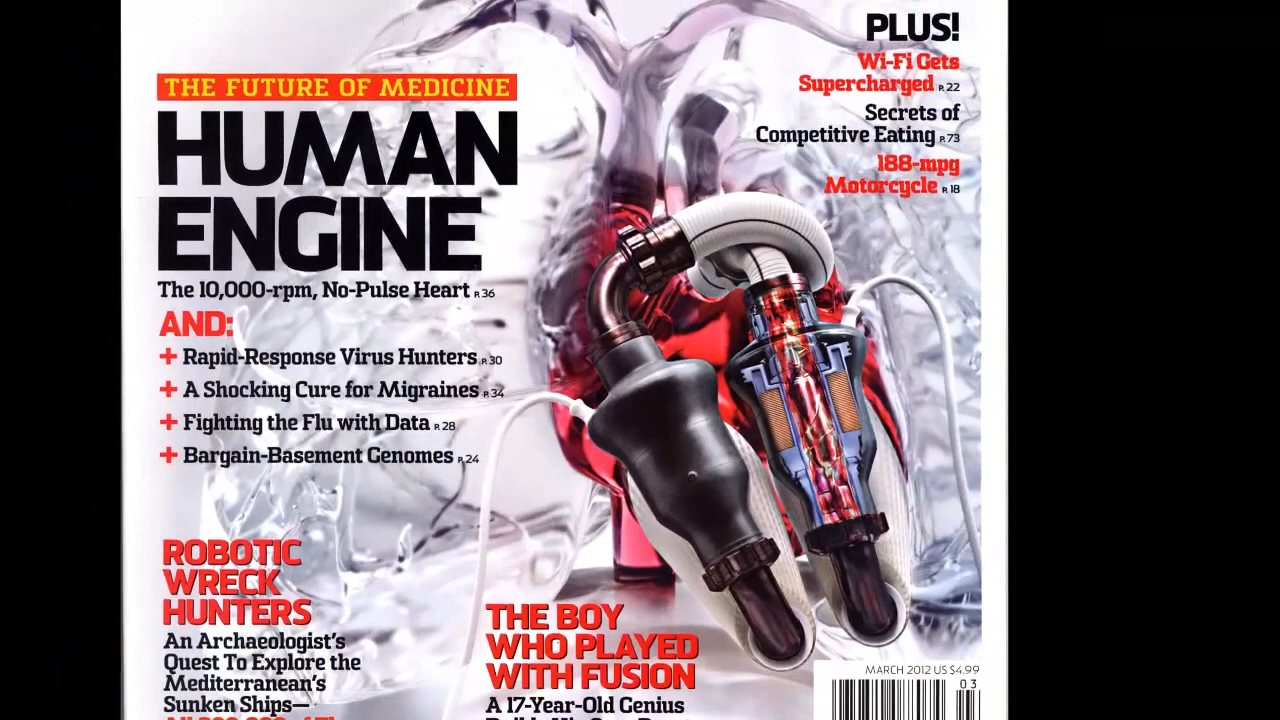 PLUS!
Wi-Fi Gets
Supercharged P. 22
Secrets of
Competitive Eating P. 73
188-mpg
Motorcycle P. 18
THE FUTURE OF MEDICINE
HUMAN
ENGINE
The 10,000-rpm, No-Pulse Heart P. 36
AND:
+ Rapid-Response Virus Hunters P. 30
+ A Shocking Cure for Migraines P. 34
+ Fighting the Flu with Data P. 28
+ Bargain-Basement Genomes P. 24
ROBOTIC
WRECK
HUNTERS
An Archaeologist's
Quest To Explore the
Mediterranean's
Sunken Ships—
THE BOY
WHO PLAYED
WITH FUSION
A 17-Year-Old Genius
MARCH 2012 US $4.99
03